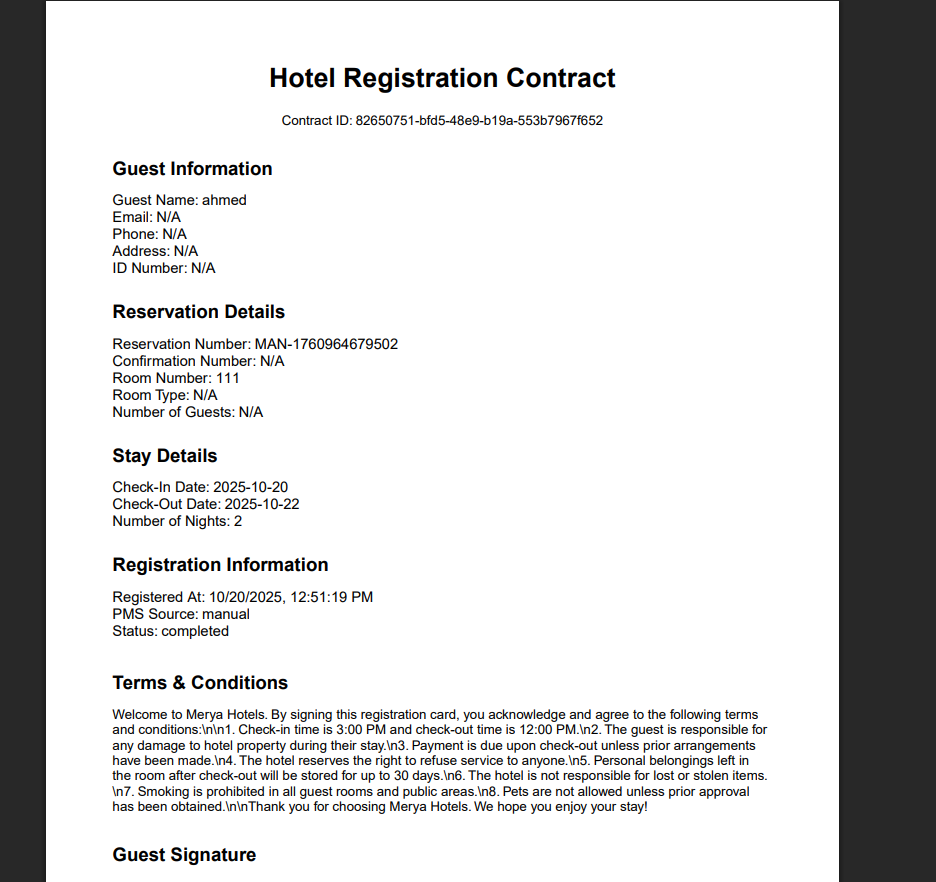 Hotel Registration Contract
Contract ID: 82650751-bfd5-48e9-b19a-553b7967f652
Guest Information
Guest Name: ahmed
Email: N/A
Phone: N/A
Address: N/A
ID Number: N/A
Reservation Details
Reservation Number: MAN-1760964679502
Confirmation Number: N/A
Room Number: 111
Room Type: N/A
Number of Guests: N/A
Stay Details
Check-In Date: 2025-10-20
Check-Out Date: 2025-10-22
Number of Nights: 2
Registration Information
Registered At: 10/20/2025, 12:51:19 PM
PMS Source: manual
Status: completed
Terms & Conditions
Welcome to Merya Hotels. By signing this registration card, you acknowledge and agree to the following terms
and conditions:\n\n1. Check-in time is 3:00 PM and check-out time is 12:00 PM.\n2. The guest is responsible for
any damage to hotel property during their stay.\n3. Payment is due upon check-out unless prior arrangements
have been made.\n4. The hotel reserves the right to refuse service to anyone.\n5. Personal belongings left in
the room after check-out will be stored for up to 30 days.\n6. The hotel is not responsible for lost or stolen items.
\n7. Smoking is prohibited in all guest rooms and public areas.\n8. Pets are not allowed unless prior approval
has been obtained.\n\nThank you for choosing Merya Hotels. We hope you enjoy your stay!
Guest Signature